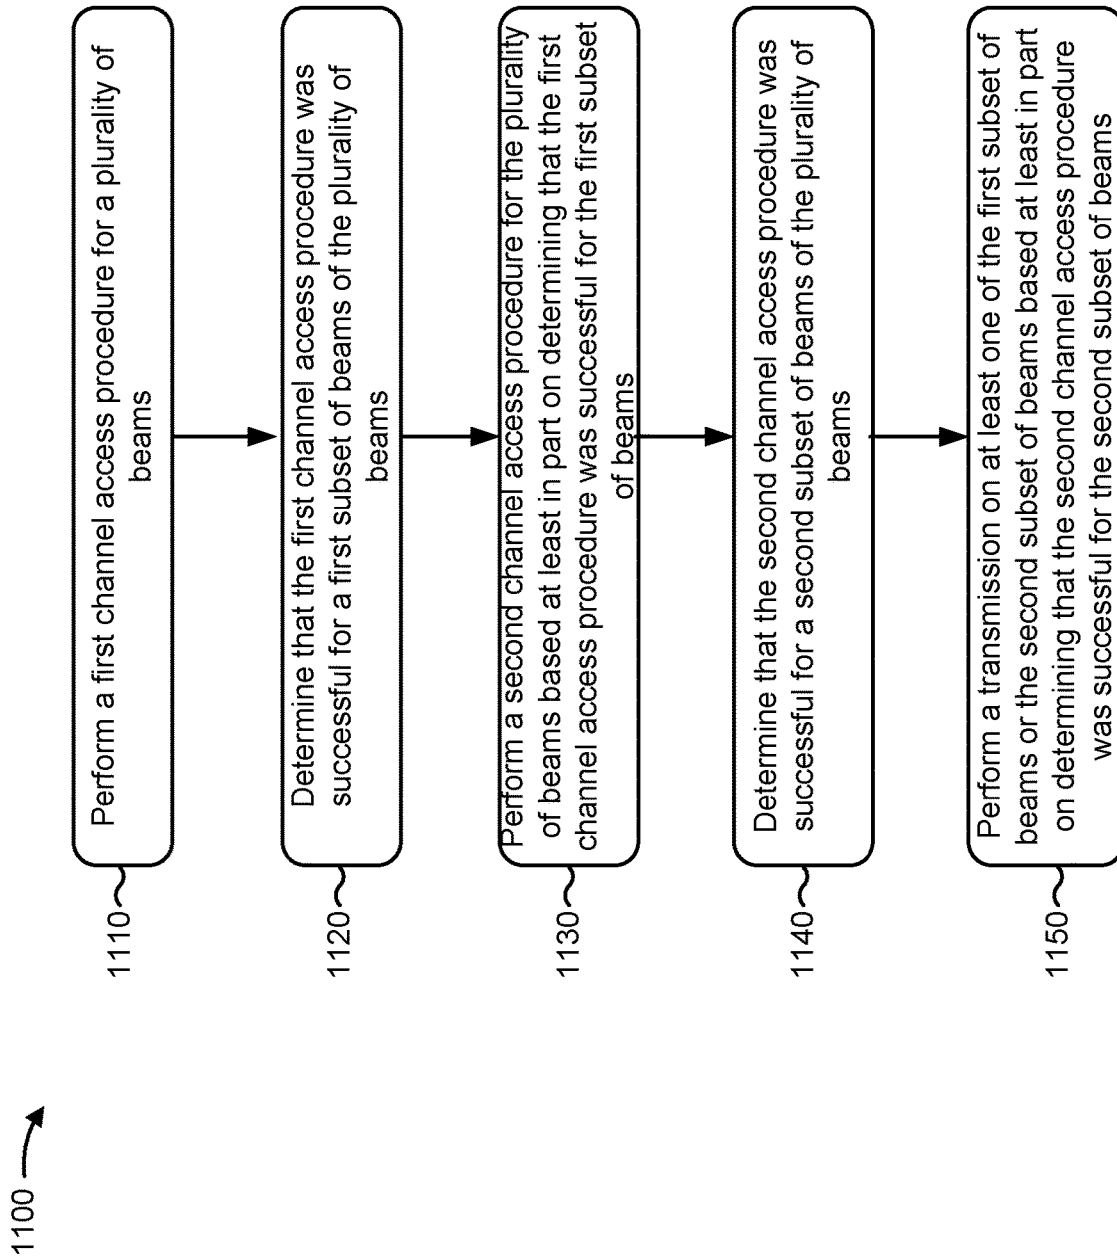 1100
1110
Perform a first channel access procedure for a plurality of
beams
1120
Determine that the first channel access procedure was
successful for a first subset of beams of the plurality of
beams
1130
Perform a second channel access procedure for the plurality
of beams based at least in part on determining that the first
channel access procedure was successful for the first subset
of beams
1140
Determine that the second channel access procedure was
successful for a second subset of beams of the plurality of
beams
1150
Perform a transmission on at least one of the first subset of
beams or the second subset of beams based at least in part
on determining that the second channel access procedure
was successful for the second subset of beams